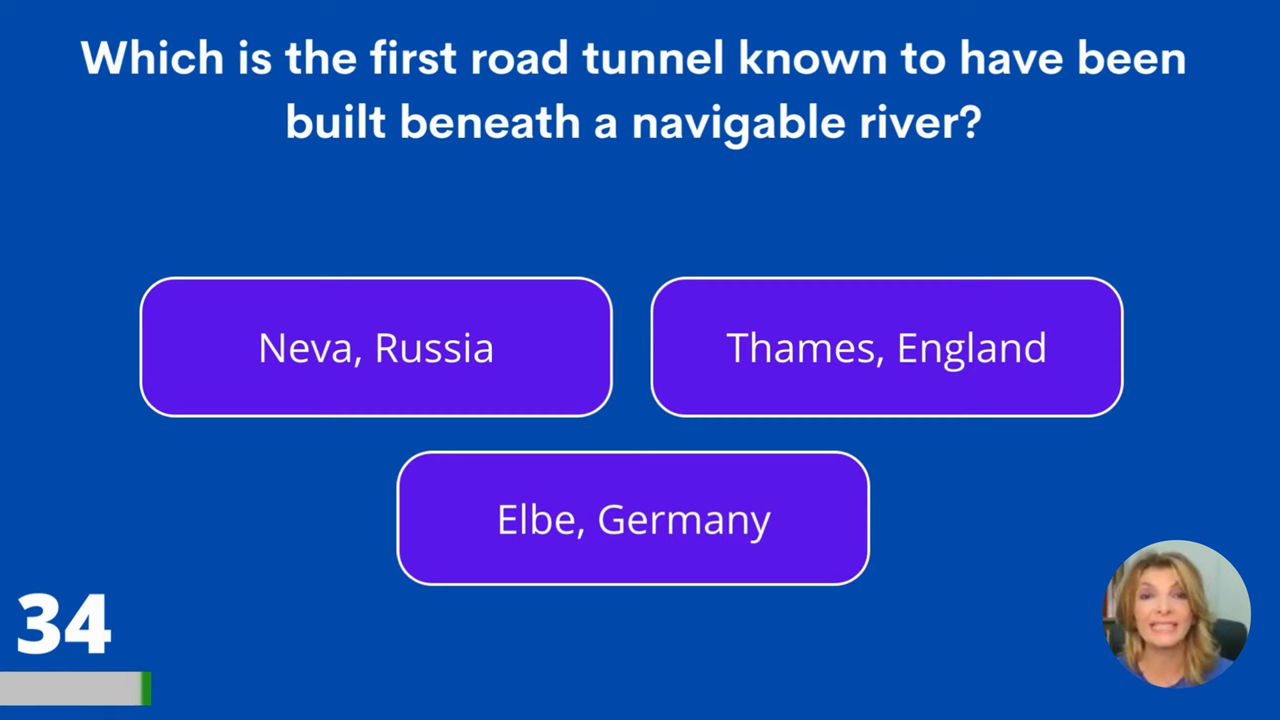 Which is the first road tunnel known to have been
built beneath a navigable river?
Neva, Russia
Thames, England
Elbe, Germany
34